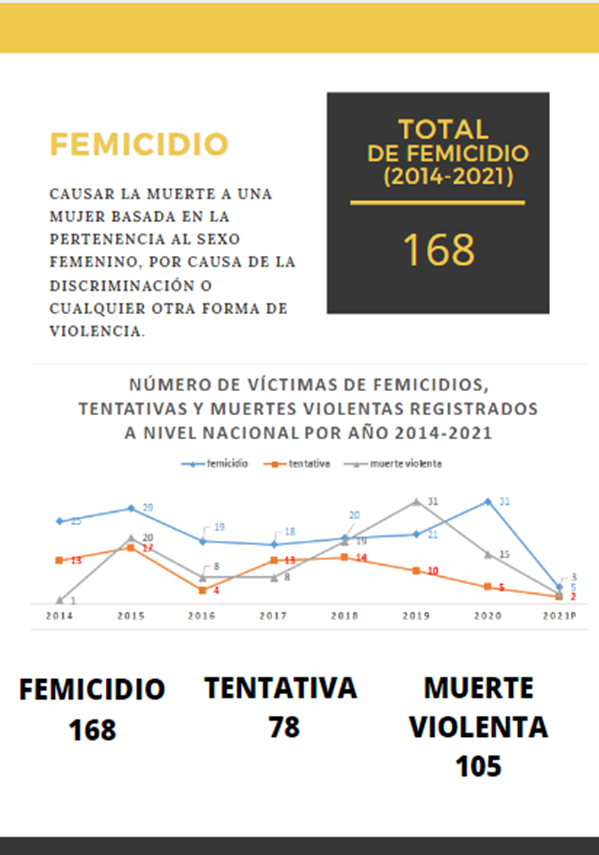 FEMICIDIO
CAUSAR LA MUERTE A UNA
MUJER BASADA EN LA
PERTENENCIA AL SEXO
FEMENINO, POR CAUSA DE LA
DISCRIMINACIÓN O
CUALQUIER OTRA FORMA DE
VIOLENCIA.
TOTAL
DE FEMICIDIO
(2014-2021)
168
NÚMERO DE VÍCTIMAS DE FEMICIDIOS,
TENTATIVAS Y MUERTES VIOLENTAS REGISTRADOS
A NIVEL NACIONAL POR AÑO 2014-2021
femicidio tentativa muerte violenta
25 29 19 18 20 21 31 5
13 17 4 13 14 10 5 2
1 20 8 8 19 31 15 3
2014 2015 2016 2017 2018 2019 2020 2021P
FEMICIDIO
168
TENTATIVA
78
MUERTE
VIOLENTA
105